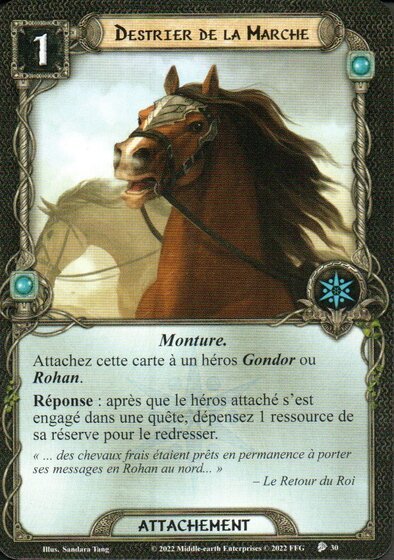 1
DESTRIER DE LA MARCHE
Monture.
Attachez cette carte à un héros Gondor ou
Rohan.
Réponse : après que le héros attaché s'est
engagé dans une quête, dépensez 1 ressource de
sa réserve pour le redresser.
« ... des chevaux frais étaient prêts en permanence à porter
ses messages en Rohan au nord... »
– Le Retour du Roi
ATTACHEMENT
Illus. Sandara Tang © 2022 Middle-earth Enterprises © 2022 FFG 30